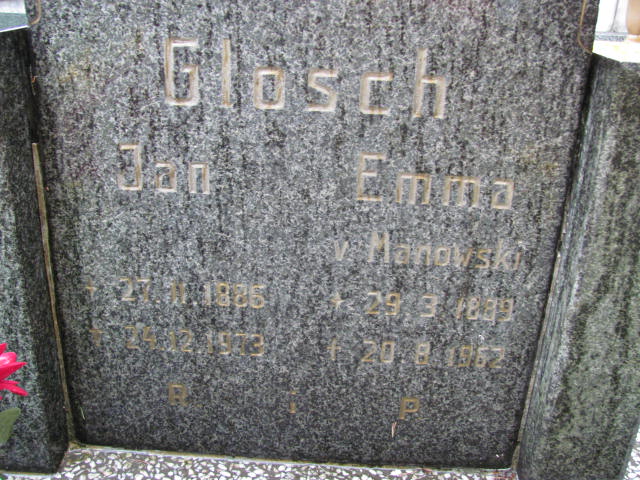 Glosch
Jan Emma
v Manowski
* 27.11.1886 * 29.3.1889
† 24.12.1973 † 20.8.1962
R i P